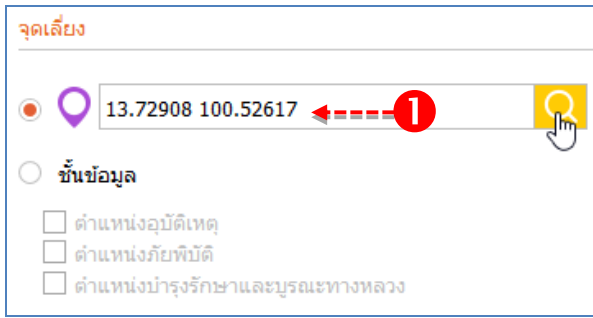 จุดเลี่ยง
13.72908 100.52617 1
ชั้นข้อมูล
ตำแหน่งอุบัติเหตุ
ตำแหน่งภัยพิบัติ
ตำแหน่งบำรุงรักษาและบูรณะทางหลวง